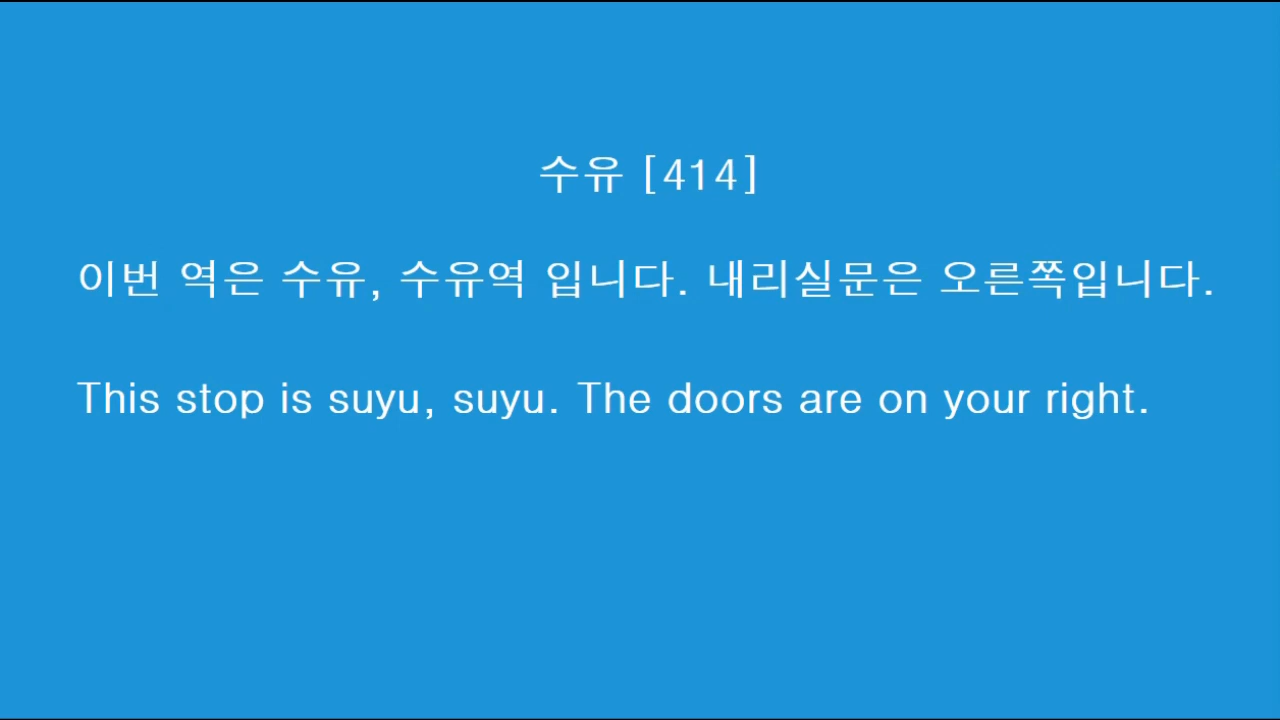 수유 [414]
이번 역은 수유, 수유역 입니다. 내리실문은 오른쪽입니다.
This stop is suyu, suyu. The doors are on your right.